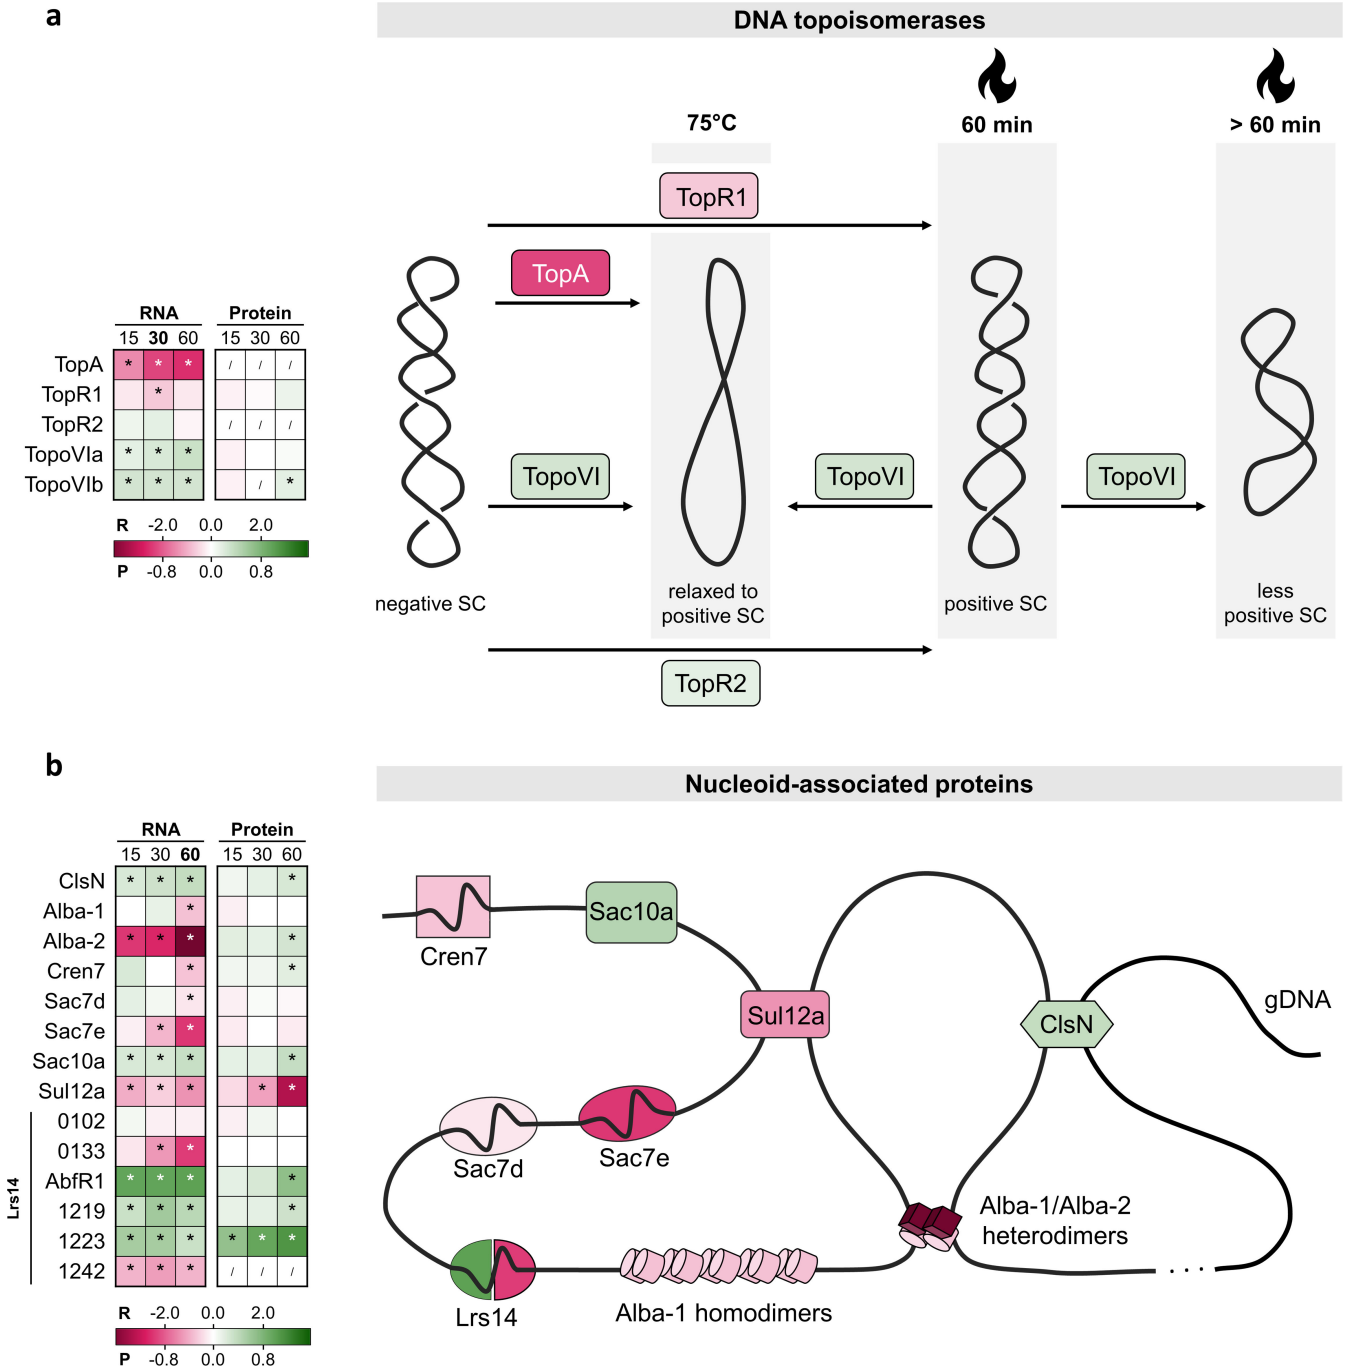 a
DNA topoisomerases
75°C
60 min
> 60 min
TopR1
TopA
RNA Protein
15 30 60 15 30 60
TopA * * * / / /
TopR1 *
TopR2 / / /
TopoVIa * * *
TopoVIb * * * / *
R -2.0 0.0 2.0
P -0.8 0.0 0.8
TopoVI
TopoVI
TopoVI
negative SC
relaxed to
positive SC
positive SC
less
positive SC
TopR2
b
Nucleoid-associated proteins
RNA Protein
15 30 60 15 30 60
ClsN * * * *
Alba-1 *
Alba-2 * * * *
Cren7 * *
Sac7d *
Sac7e * *
Sac10a * * * *
Sul12a * * * * *
Lrs14
0102
0133 * *
AbfR1 * * * *
1219 * * * *
1223 * * * * * *
1242 * * * / / /
R -2.0 0.0 2.0
P -0.8 0.0 0.8
Cren7
Sac10a
Sul12a
ClsN
gDNA
Sac7d
Sac7e
Alba-1/Alba-2
heterodimers
Lrs14
Alba-1 homodimers